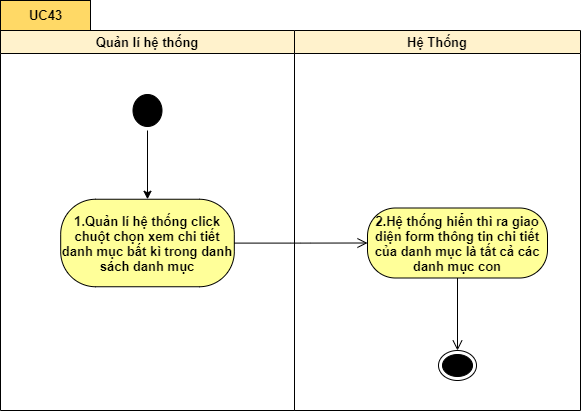 UC43
Quản lí hệ thống
Hệ Thống
1.Quản lí hệ thống click
chuột chọn xem chi tiết
danh mục bất kì trong danh
sách danh mục
2.Hệ thống hiển thi ra giao
diện form thông tin chi tiết
của danh mục là tất cả các
danh mục con